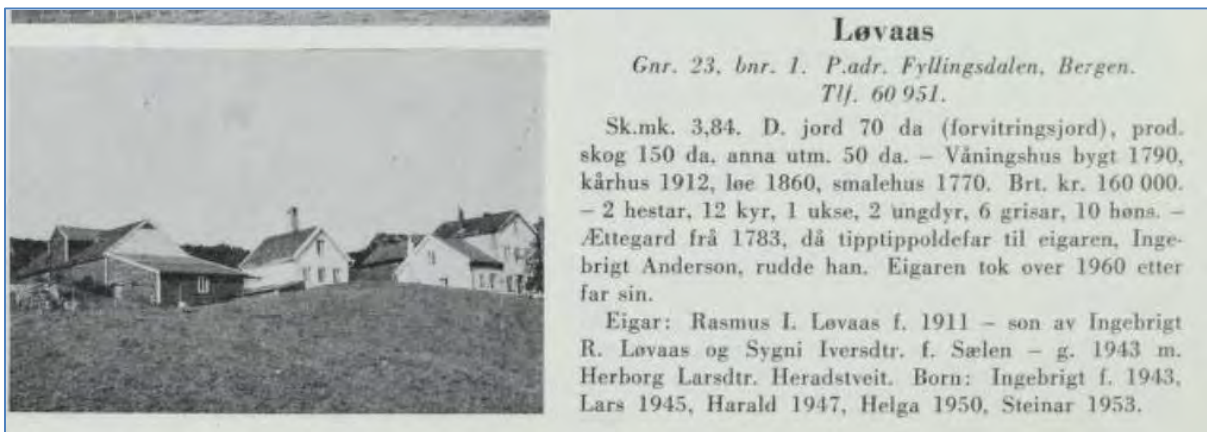 Løvaas
Gnr. 23, bnr. 1. P.adr. Fyllingsdalen, Bergen.
Tlf. 60 951.
Sk.mk. 3,84. D. jord 70 da (forvitringsjord), prod.
skog 150 da, anna utm. 50 da. – Våningshus bygt 1790,
kårhus 1912, løe 1860, smalehus 1770. Brt. kr. 160 000.
– 2 hestar, 12 kyr, 1 ukse, 2 ungdyr, 6 grisar, 10 høns. –
Ættegard frå 1783, då tipptippoldefar til eigaren, Inge-
brigt Anderson, rudde han. Eigaren tok over 1960 etter
far sin.
Eigar: Rasmus I. Løvaas f. 1911 – son av Ingebrigt
R. Løvaas og Sygni Iversdtr. f. Sælen – g. 1943 m.
Herborg Larsdtr. Heradstveit. Born: Ingebrigt f. 1943,
Lars 1945, Harald 1947, Helga 1950, Steinar 1953.